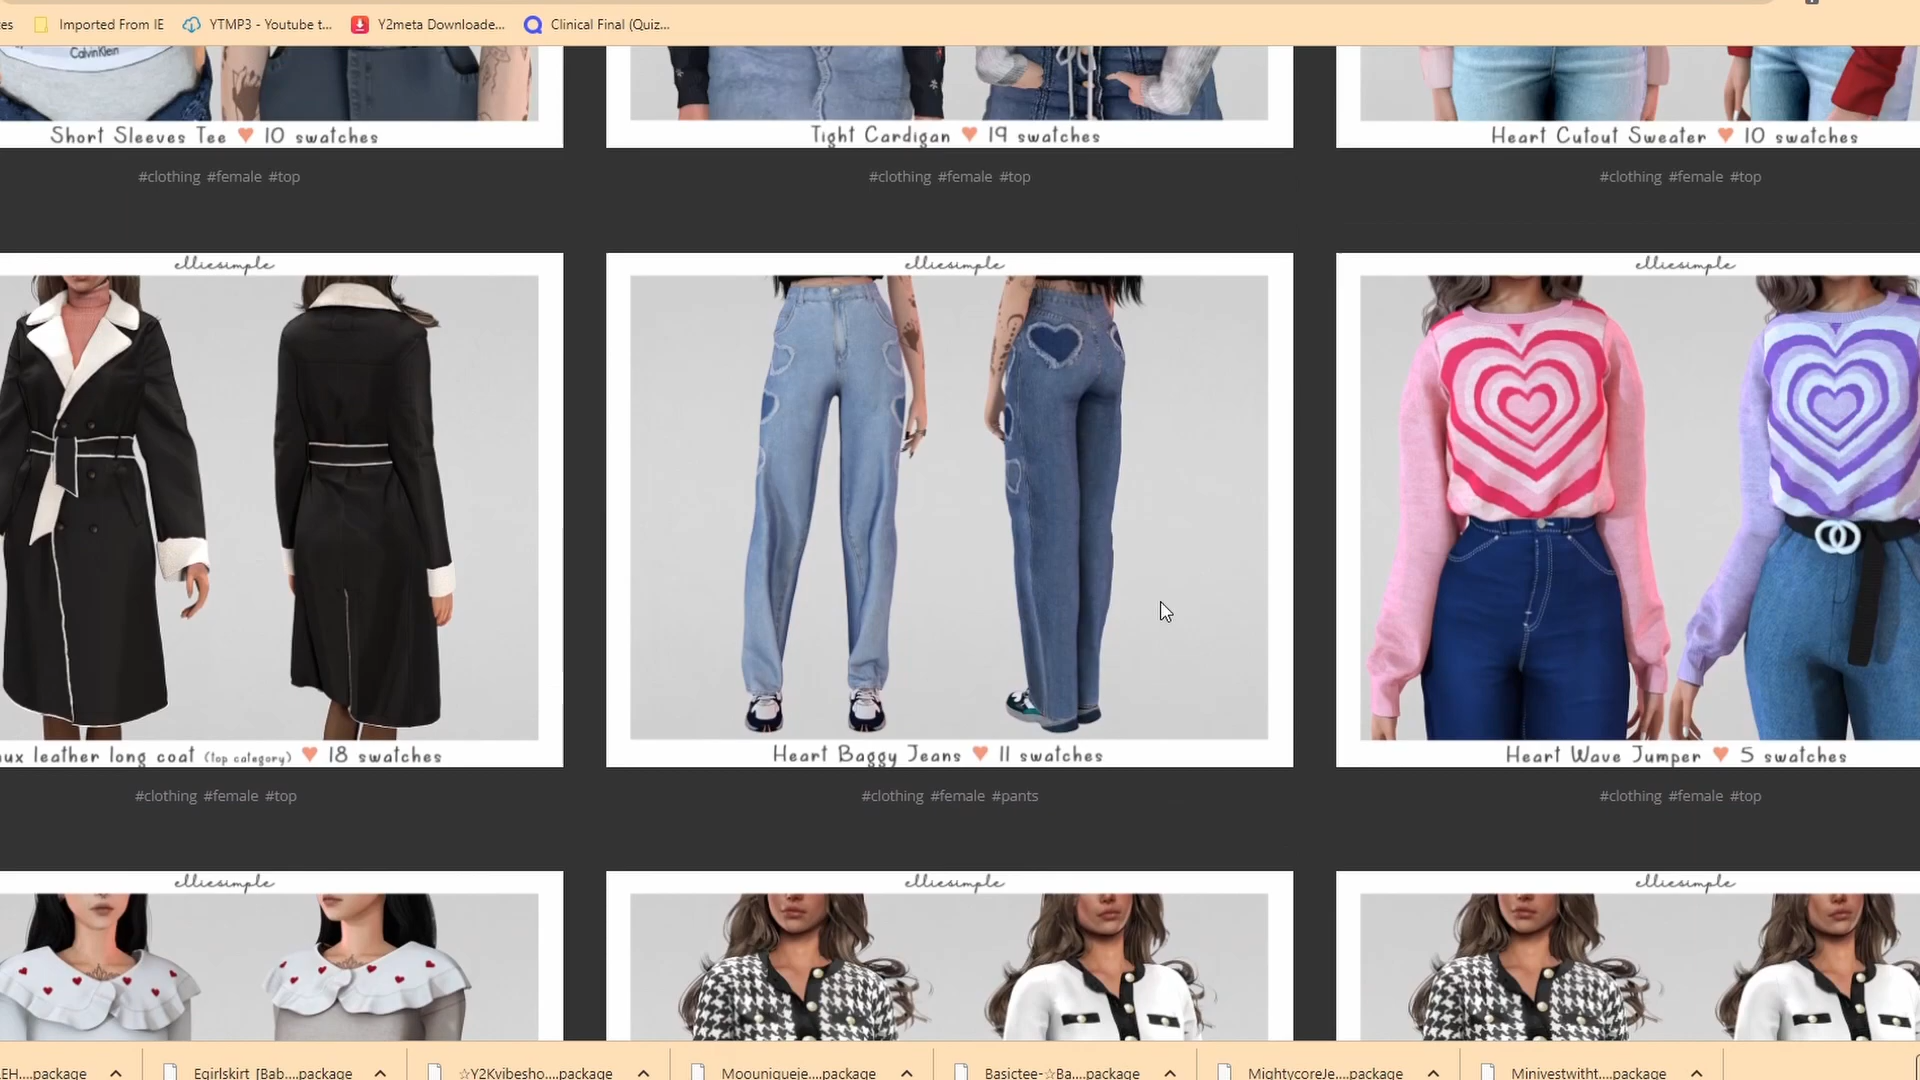 es Imported From IE YTMP3 - Youtube t... Y2meta Downloade... Clinical Final (Quiz...
CalvinKlein
Short Sleeves Tee ♥ 10 swatches
Tight Cardigan ♥ 19 swatches
Heart Cutout Sweater ♥ 10 swatches
#clothing #female #top
#clothing #female #top
#clothing #female #top
elliesimple
elliesimple
elliesimple
ux leather long coat (top category) ♥ 18 swatches
Heart Baggy Jeans ♥ 11 swatches
Heart Wave Jumper ♥ 5 swatches
#clothing #female #top
#clothing #female #pants
#clothing #female #top
elliesimple
elliesimple
elliesimple
EH....package Egirlskirt_[Bab....package ☆Y2Kvibesho....package Moouniqueje....package Basictee-☆Ba....package MightycoreJe....package Minivestwitht....package